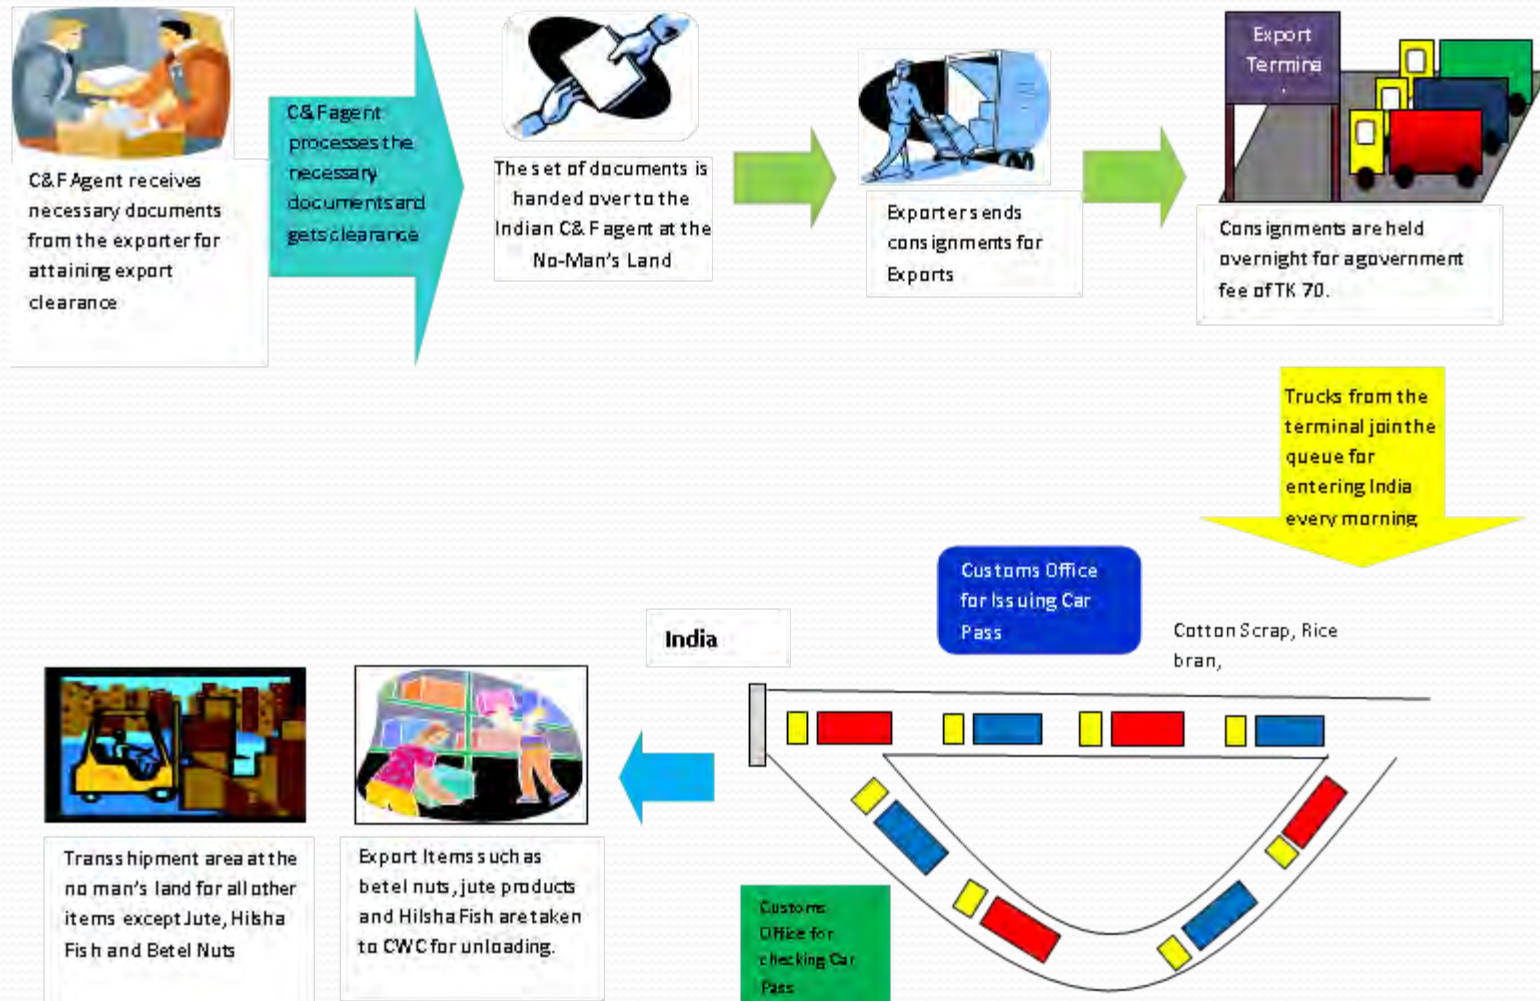 C&F Agent receives
necessary documents
from the exporter for
attaining export
clearance
C&F agent
processes the
necessary
documents and
gets clearance
The set of documents is
handed over to the
Indian C& F agent at the
No-Man's Land
Exporter sends
consignments for
Exports
Export
Termina
Consignments are held
overnight for a government
fee of TK 70.
Trucks from the
terminal join the
queue for
entering India
every morning
Customs Office
for Issuing Car
Pass
Cotton Scrap, Rice
bran,
India
Transshipment area at the
no man's land for all other
items except Jute, Hilsha
Fish and Betel Nuts
Export Items such as
betel nuts, jute products
and Hilsha Fish are taken
to CWC for unloading.
Customs
Office for
checking Car
Pass